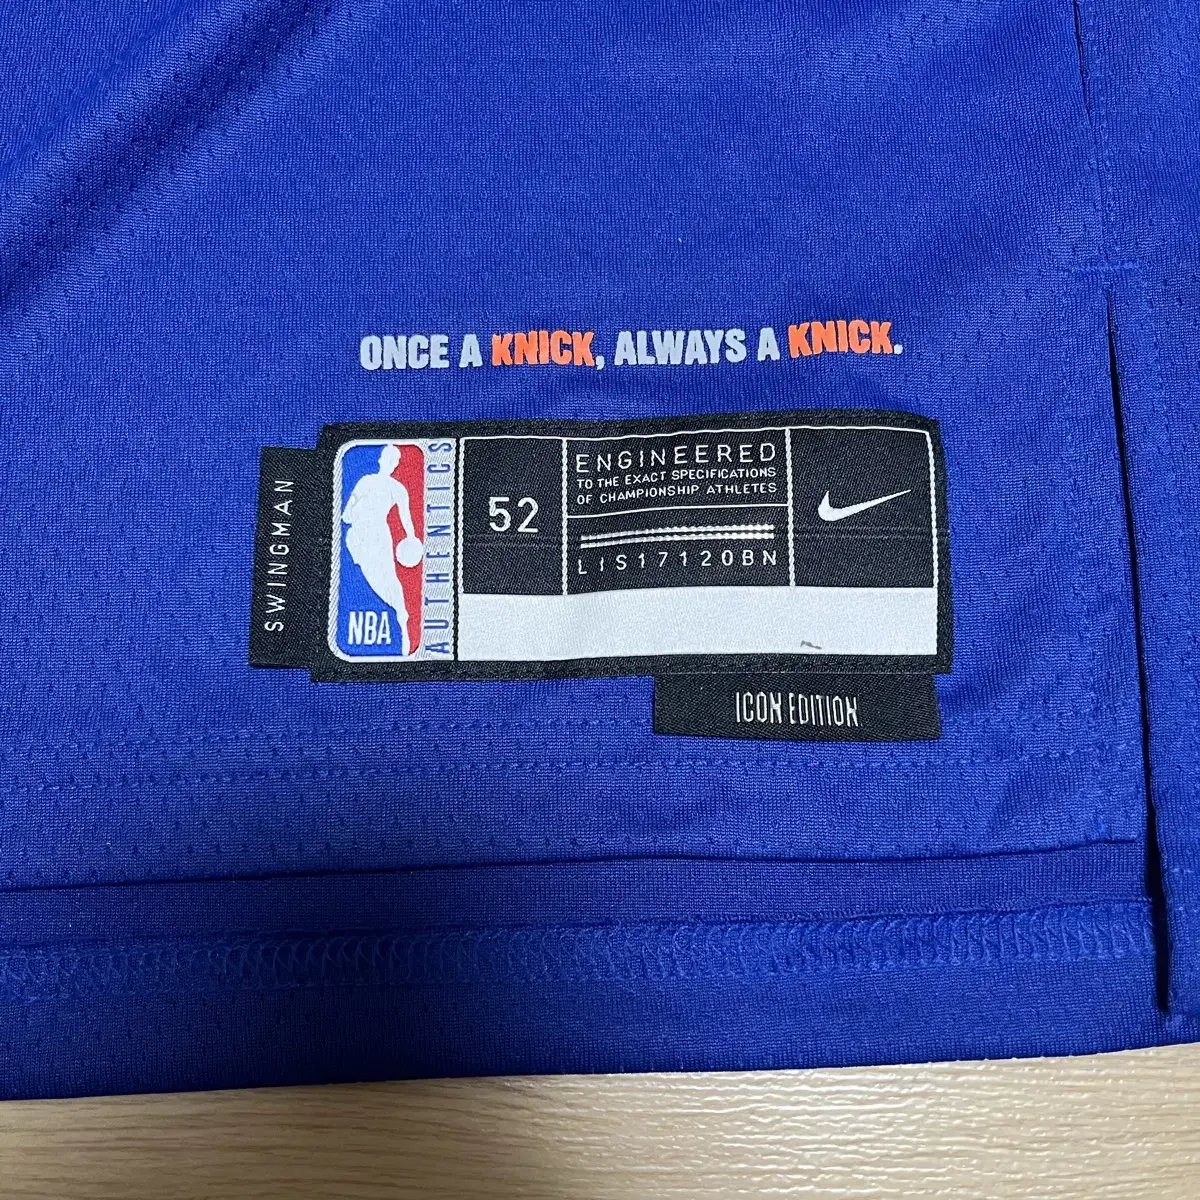 ONCE A KNICK, ALWAYS A KNICK.
SWINGMAN
NBA
AUTHENTICS
52
ENGINEERED
TO THE EXACT SPECIFICATIONS
OF CHAMPIONSHIP ATHLETES
LIS17120BN
ICON EDITION